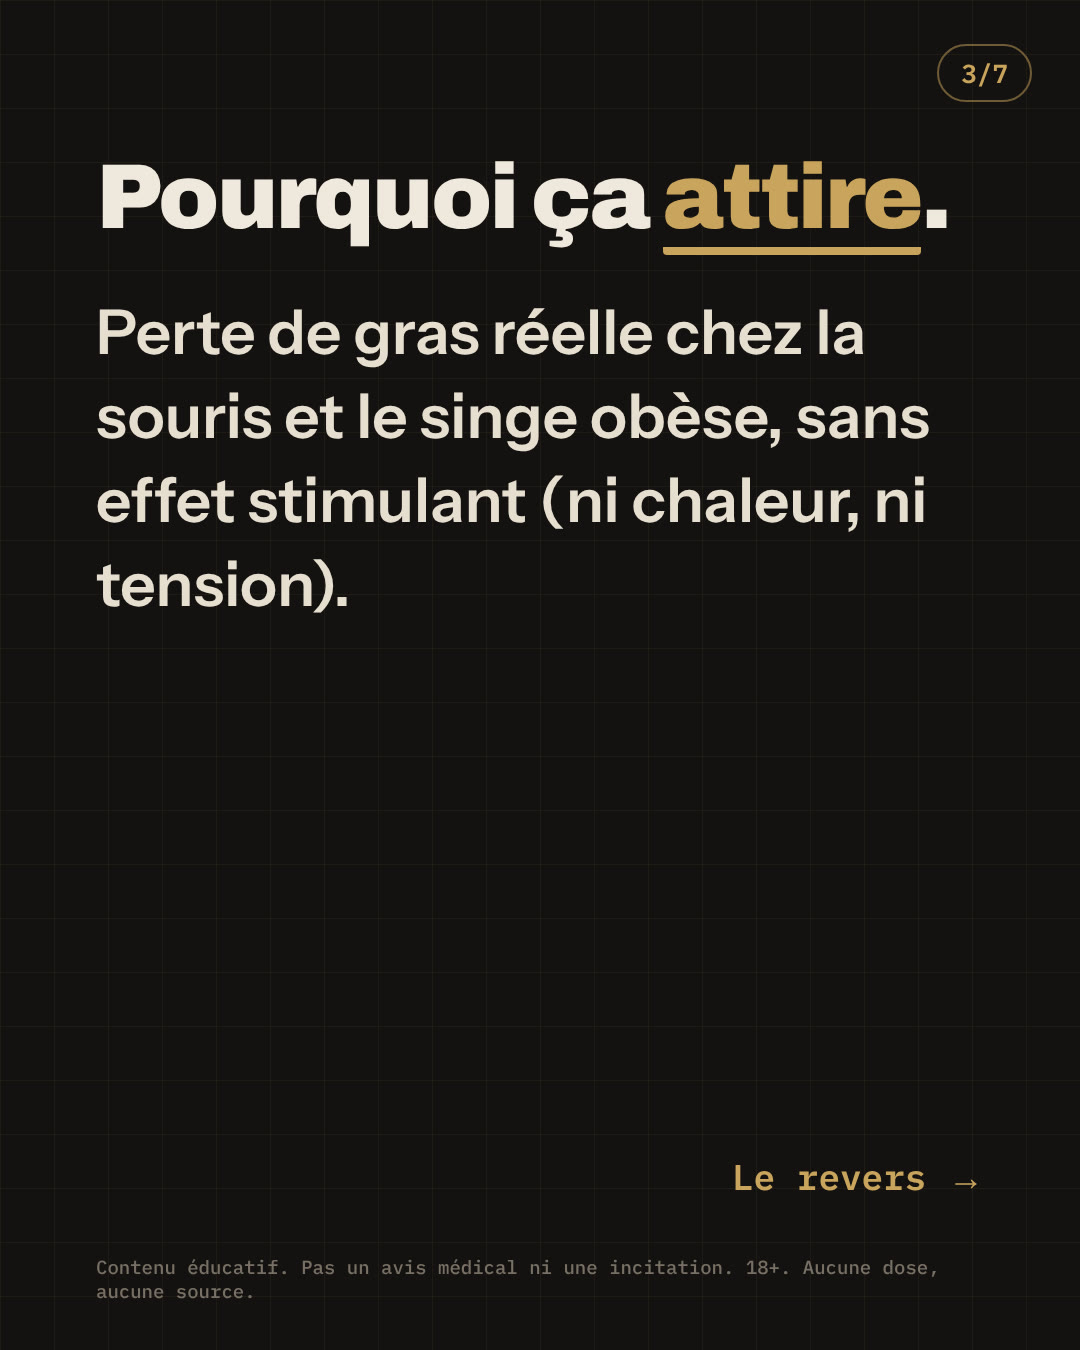 3/7
Pourquoi ça attire.
Perte de gras réelle chez la
souris et le singe obèse, sans
effet stimulant (ni chaleur, ni
tension).
Le revers →
Contenu éducatif. Pas un avis médical ni une incitation. 18+. Aucune dose,
aucune source.